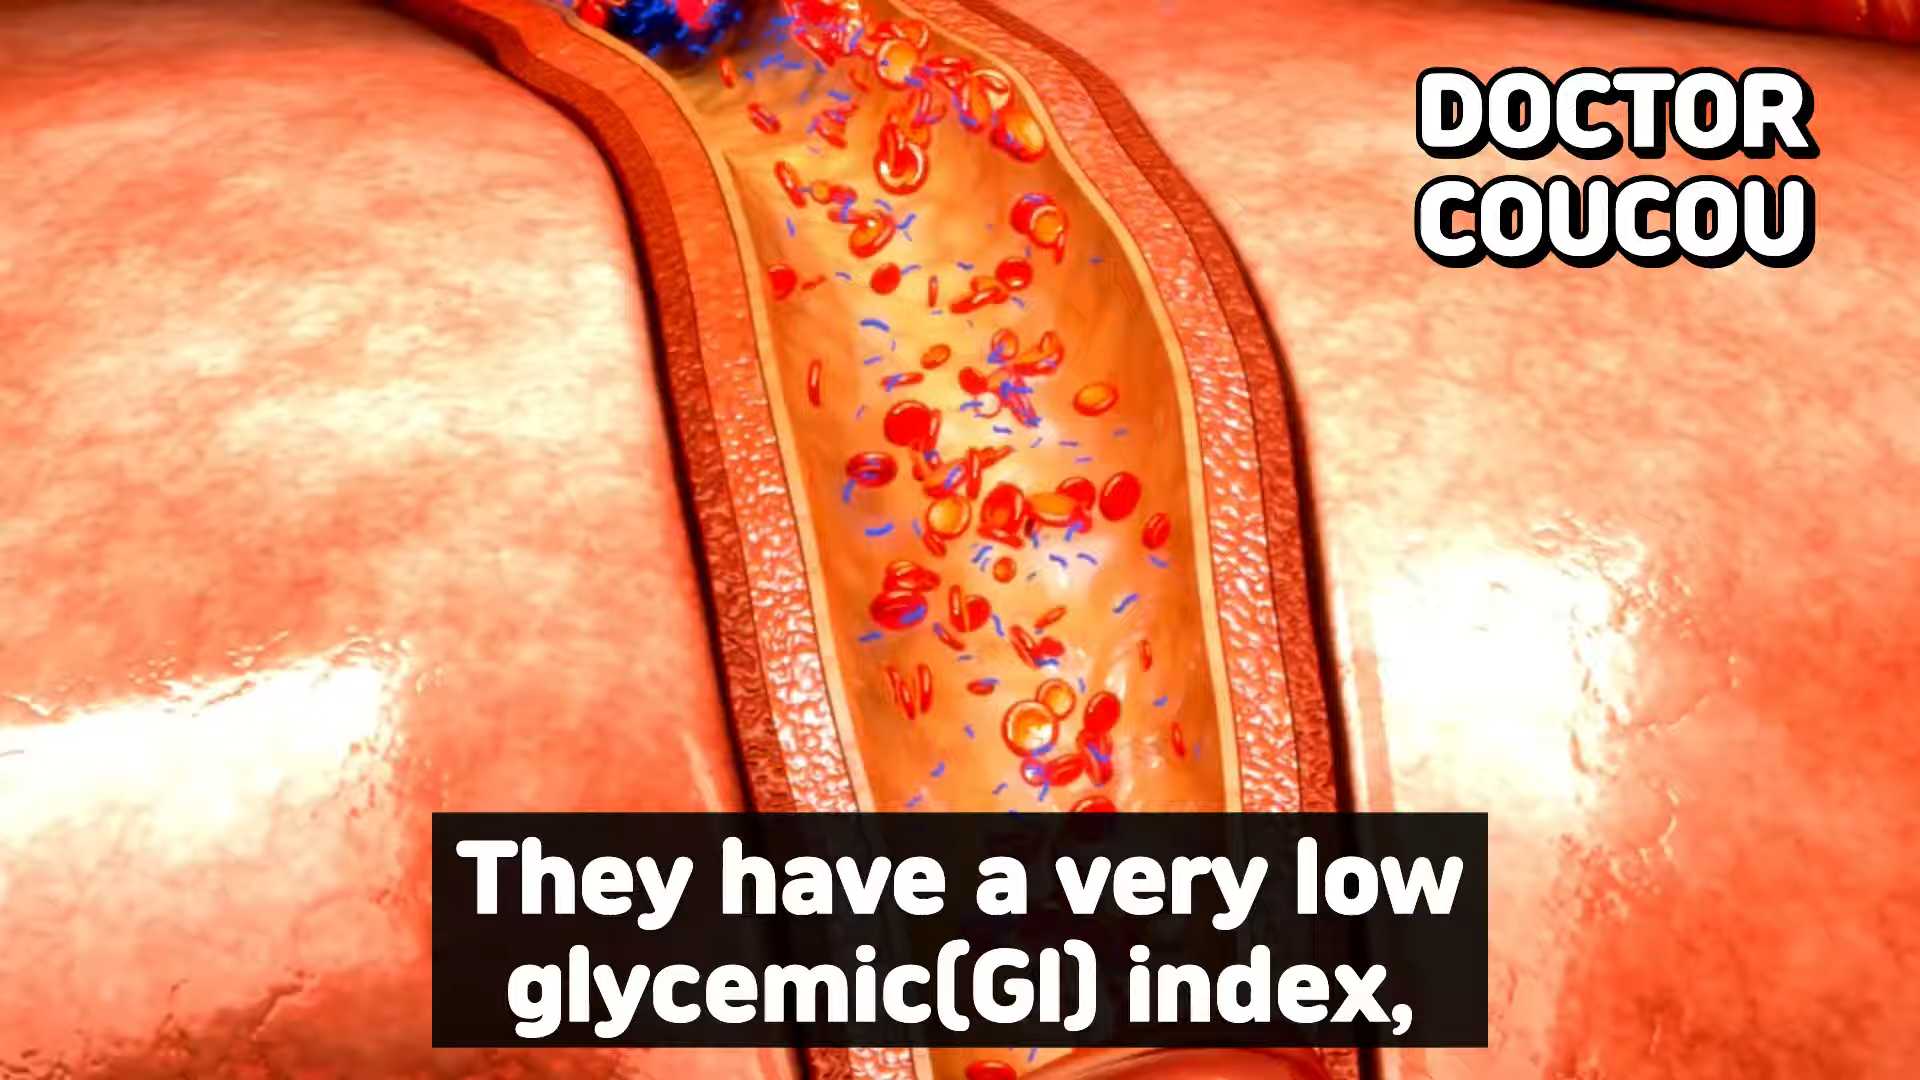 DOCTOR
COUCOU
They have a very low
glycemic(GI) index,